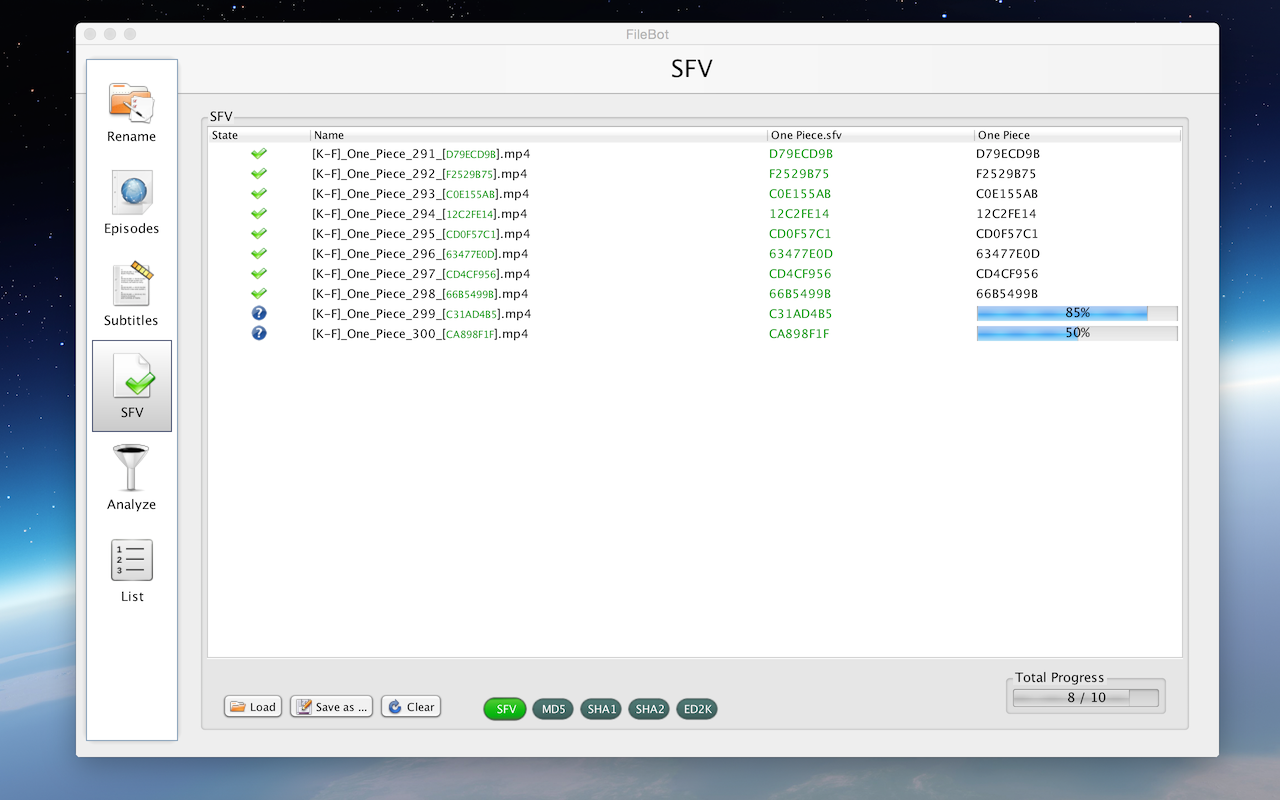 FileBot
SFV
Rename
Episodes
Subtitles
SFV
Analyze
1
2
3
List
SFV
State Name One Piece.sfv One Piece
[K-F]_One_Piece_291_[D79ECD9B].mp4 D79ECD9B D79ECD9B
[K-F]_One_Piece_292_[F2529B75].mp4 F2529B75 F2529B75
[K-F]_One_Piece_293_[C0E155AB].mp4 C0E155AB C0E155AB
[K-F]_One_Piece_294_[12C2FE14].mp4 12C2FE14 12C2FE14
[K-F]_One_Piece_295_[CD0F57C1].mp4 CD0F57C1 CD0F57C1
[K-F]_One_Piece_296_[63477E0D].mp4 63477E0D 63477E0D
[K-F]_One_Piece_297_[CD4CF956].mp4 CD4CF956 CD4CF956
[K-F]_One_Piece_298_[66B5499B].mp4 66B5499B 66B5499B
? [K-F]_One_Piece_299_[C31AD4B5].mp4 C31AD4B5 85%
? [K-F]_One_Piece_300_[CA898F1F].mp4 CA898F1F 50%
Load Save as ... Clear SFV MD5 SHA1 SHA2 ED2K
Total Progress
8 / 10